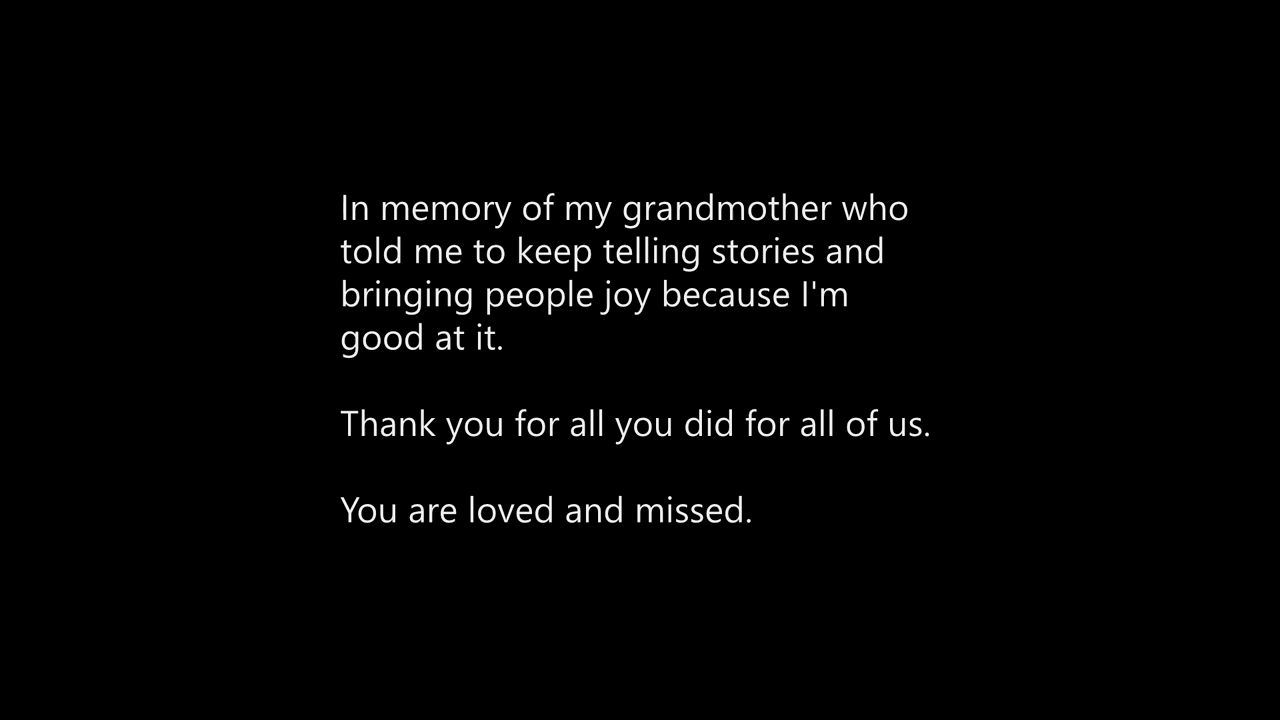 In memory of my grandmother who
told me to keep telling stories and
bringing people joy because I'm
good at it.
Thank you for all you did for all of us.
You are loved and missed.